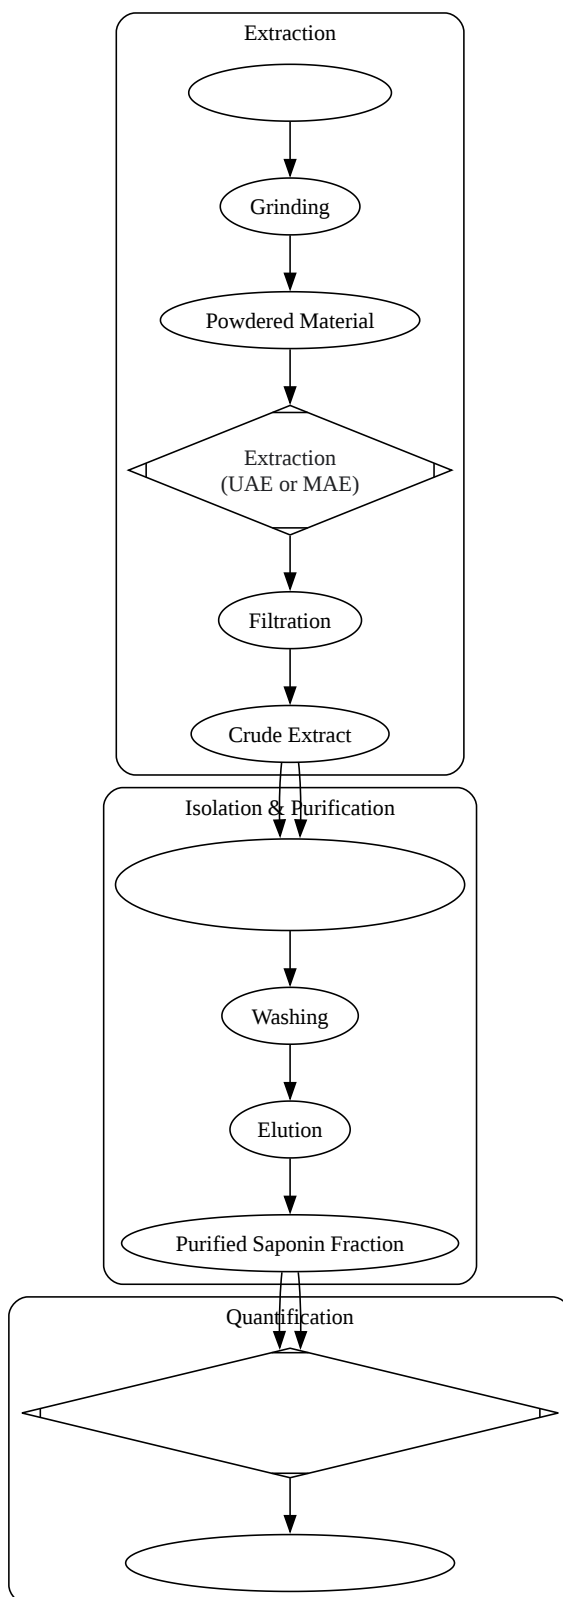 Extraction
Grinding
Powdered Material
Extraction
(UAE or MAE)
Filtration
Crude Extract
Isolation & Purification
Washing
Elution
Purified Saponin Fraction
Quantification